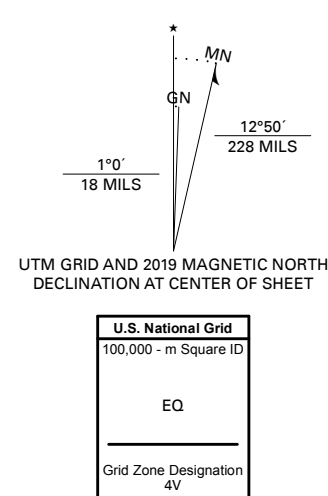 ★
MN
GN
12°50´
228 MILS
1°0´
18 MILS
UTM GRID AND 2019 MAGNETIC NORTH
DECLINATION AT CENTER OF SHEET
U.S. National Grid
100,000 - m Square ID
EQ
Grid Zone Designation
4V